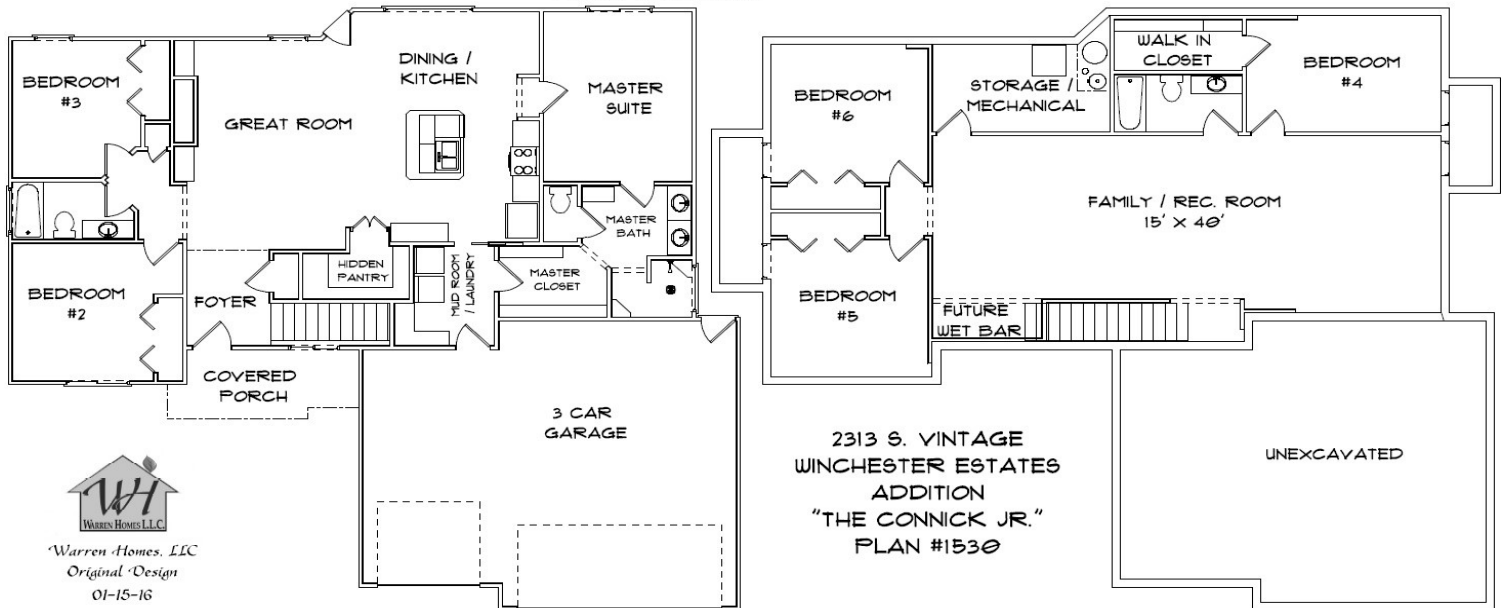 BEDROOM
#3
GREAT ROOM
DINING /
KITCHEN
MASTER
SUITE
MASTER
BATH
HIDDEN
PANTRY
MUD ROOM
/ LAUNDRY
MASTER
CLOSET
BEDROOM
#2
FOYER
COVERED
PORCH
3 CAR
GARAGE
WH
WARREN HOMES L.L.C.
Warren Homes, LLC
Original Design
01-15-16
BEDROOM
#6
STORAGE /
MECHANICAL
WALK IN
CLOSET
BEDROOM
#4
FAMILY / REC. ROOM
15' X 40'
BEDROOM
#5
FUTURE
WET BAR
UNEXCAVATED
2313 S. VINTAGE
WINCHESTER ESTATES
ADDITION
"THE CONNICK JR."
PLAN #1530